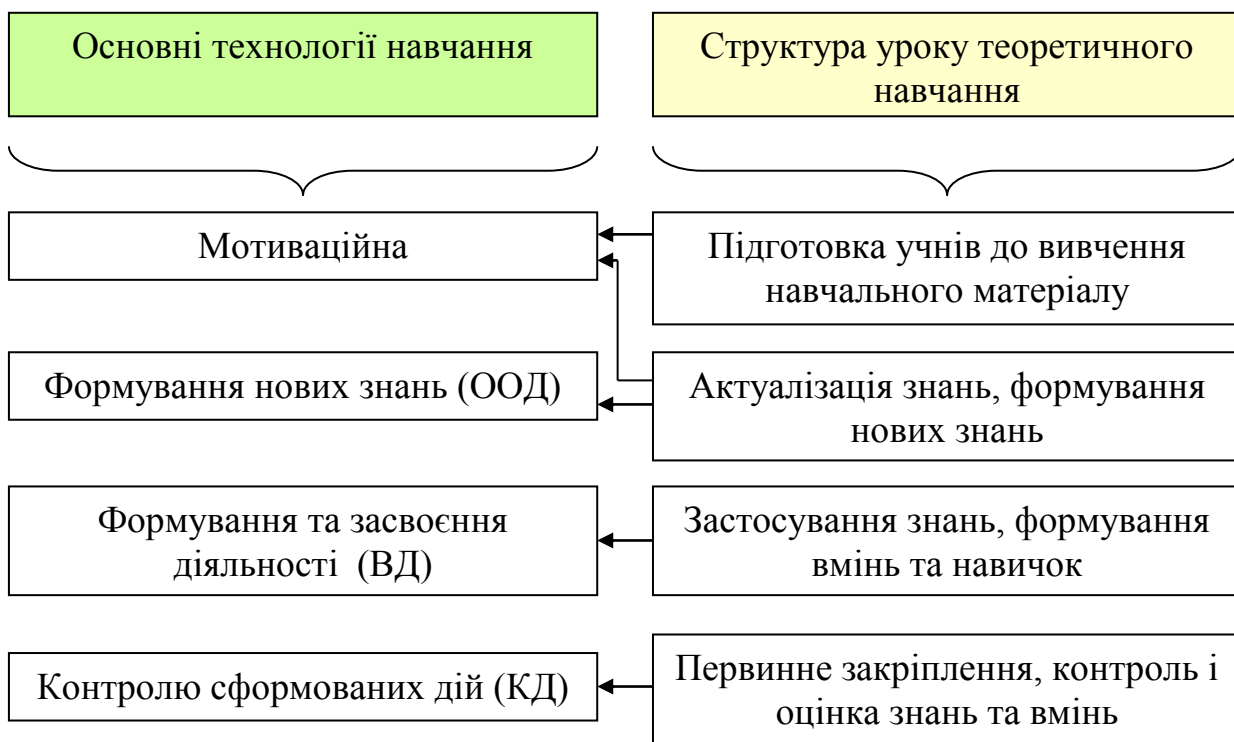 Основні технології навчання
Структура уроку теоретичного
навчання
Мотиваційна
Підготовка учнів до вивчення
навчального матеріалу
Формування нових знань (ООД)
Актуалізація знань, формування
нових знань
Формування та засвоєння
діяльності (ВД)
Застосування знань, формування
вмінь та навичок
Контролю сформованих дій (КД)
Первинне закріплення, контроль і
оцінка знань та вмінь